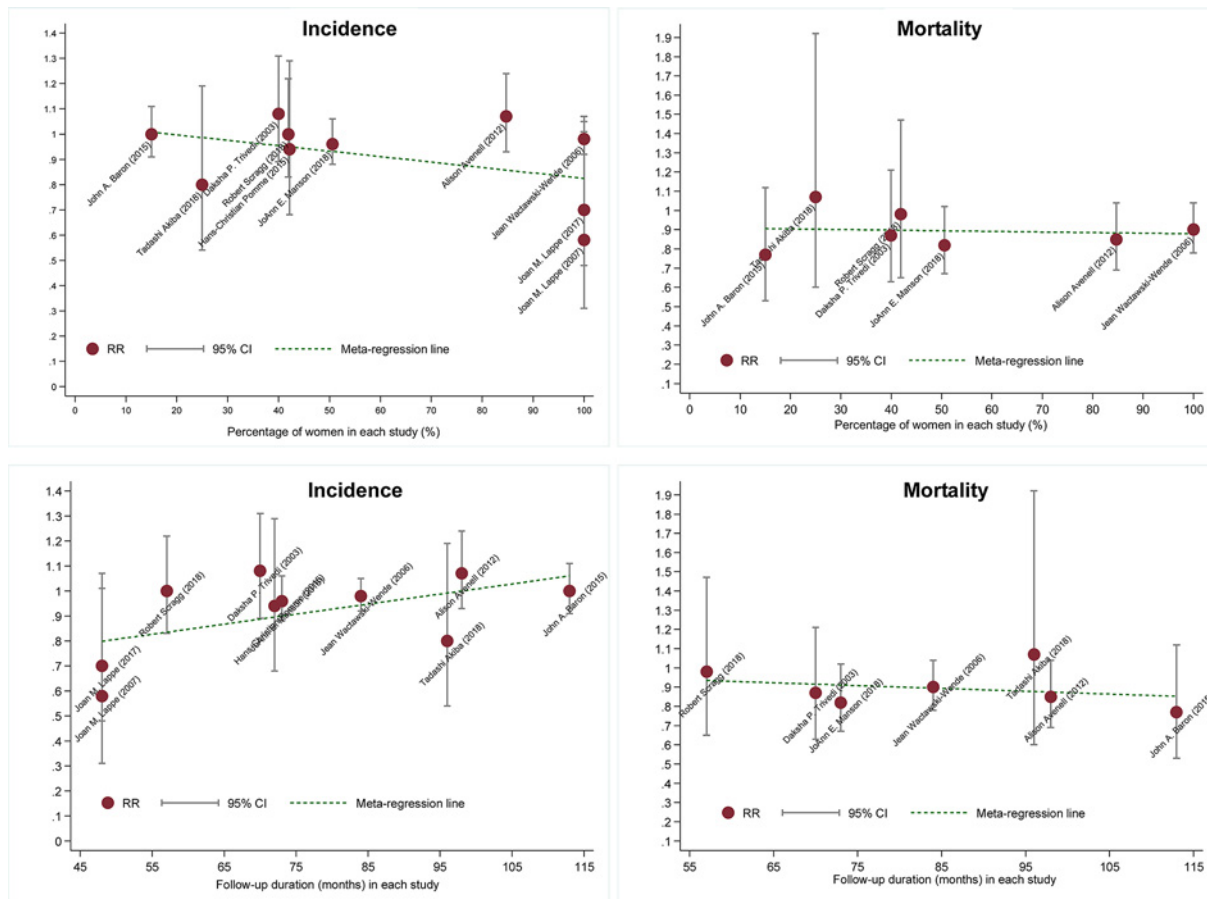 Incidence
1.4
1.3
1.2
1.1
1
.9
.8
.7
.6
.5
.4
.3
.2
.1
0
John A. Baron (2015)
Tadashi Akiba (2018)
Daksha P. Trivedi (2003)
Robert Scragg (2018)
Hans-Christian Pomme (2015)
JoAnn E. Manson (2018)
Alison Avenell (2012)
Jean Wactawski-Wende (2006)
Joan M. Lappe (2017)
Joan M. Lappe (2007)
RR 95% CI Meta-regression line
0 10 20 30 40 50 60 70 80 90 100
Percentage of women in each study (%)
Mortality
1.9
1.8
1.7
1.6
1.5
1.4
1.3
1.2
1.1
1
.9
.8
.7
.6
.5
.4
.3
.2
.1
John A. Baron (2015)
Tadashi Akiba (2018)
Daksha P. Trivedi (2003)
Robert Scragg (2018)
JoAnn E. Manson (2018)
Alison Avenell (2012)
Jean Wactawski-Wende (2006)
RR 95% CI Meta-regression line
0 10 20 30 40 50 60 70 80 90 100
Percentage of women in each study (%)
Incidence
1.4
1.3
1.2
1.1
1
.9
.8
.7
.6
.5
.4
.3
.2
.1
0
Joan M. Lappe (2017)
Joan M. Lappe (2007)
Robert Scragg (2018)
Daksha P. Trivedi (2003)
Jean Wactawski-Wende (2006)
Tadashi Akiba (2018)
Alison Avenell (2012)
John A. Baron (2015)
RR 95% CI Meta-regression line
45 55 65 75 85 95 105 115
Follow-up duration (months) in each study
Mortality
1.9
1.8
1.7
1.6
1.5
1.4
1.3
1.2
1.1
1
.9
.8
.7
.6
.5
.4
.3
.2
.1
Robert Scragg (2018)
Daksha P. Trivedi (2003)
JoAnn E. Manson (2018)
Jean Wactawski-Wende (2006)
Tadashi Akiba (2018)
Alison Avenell (2012)
John A. Baron (201
RR 95% CI Meta-regression line
55 65 75 85 95 105 115
Follow-up duration (months) in each study